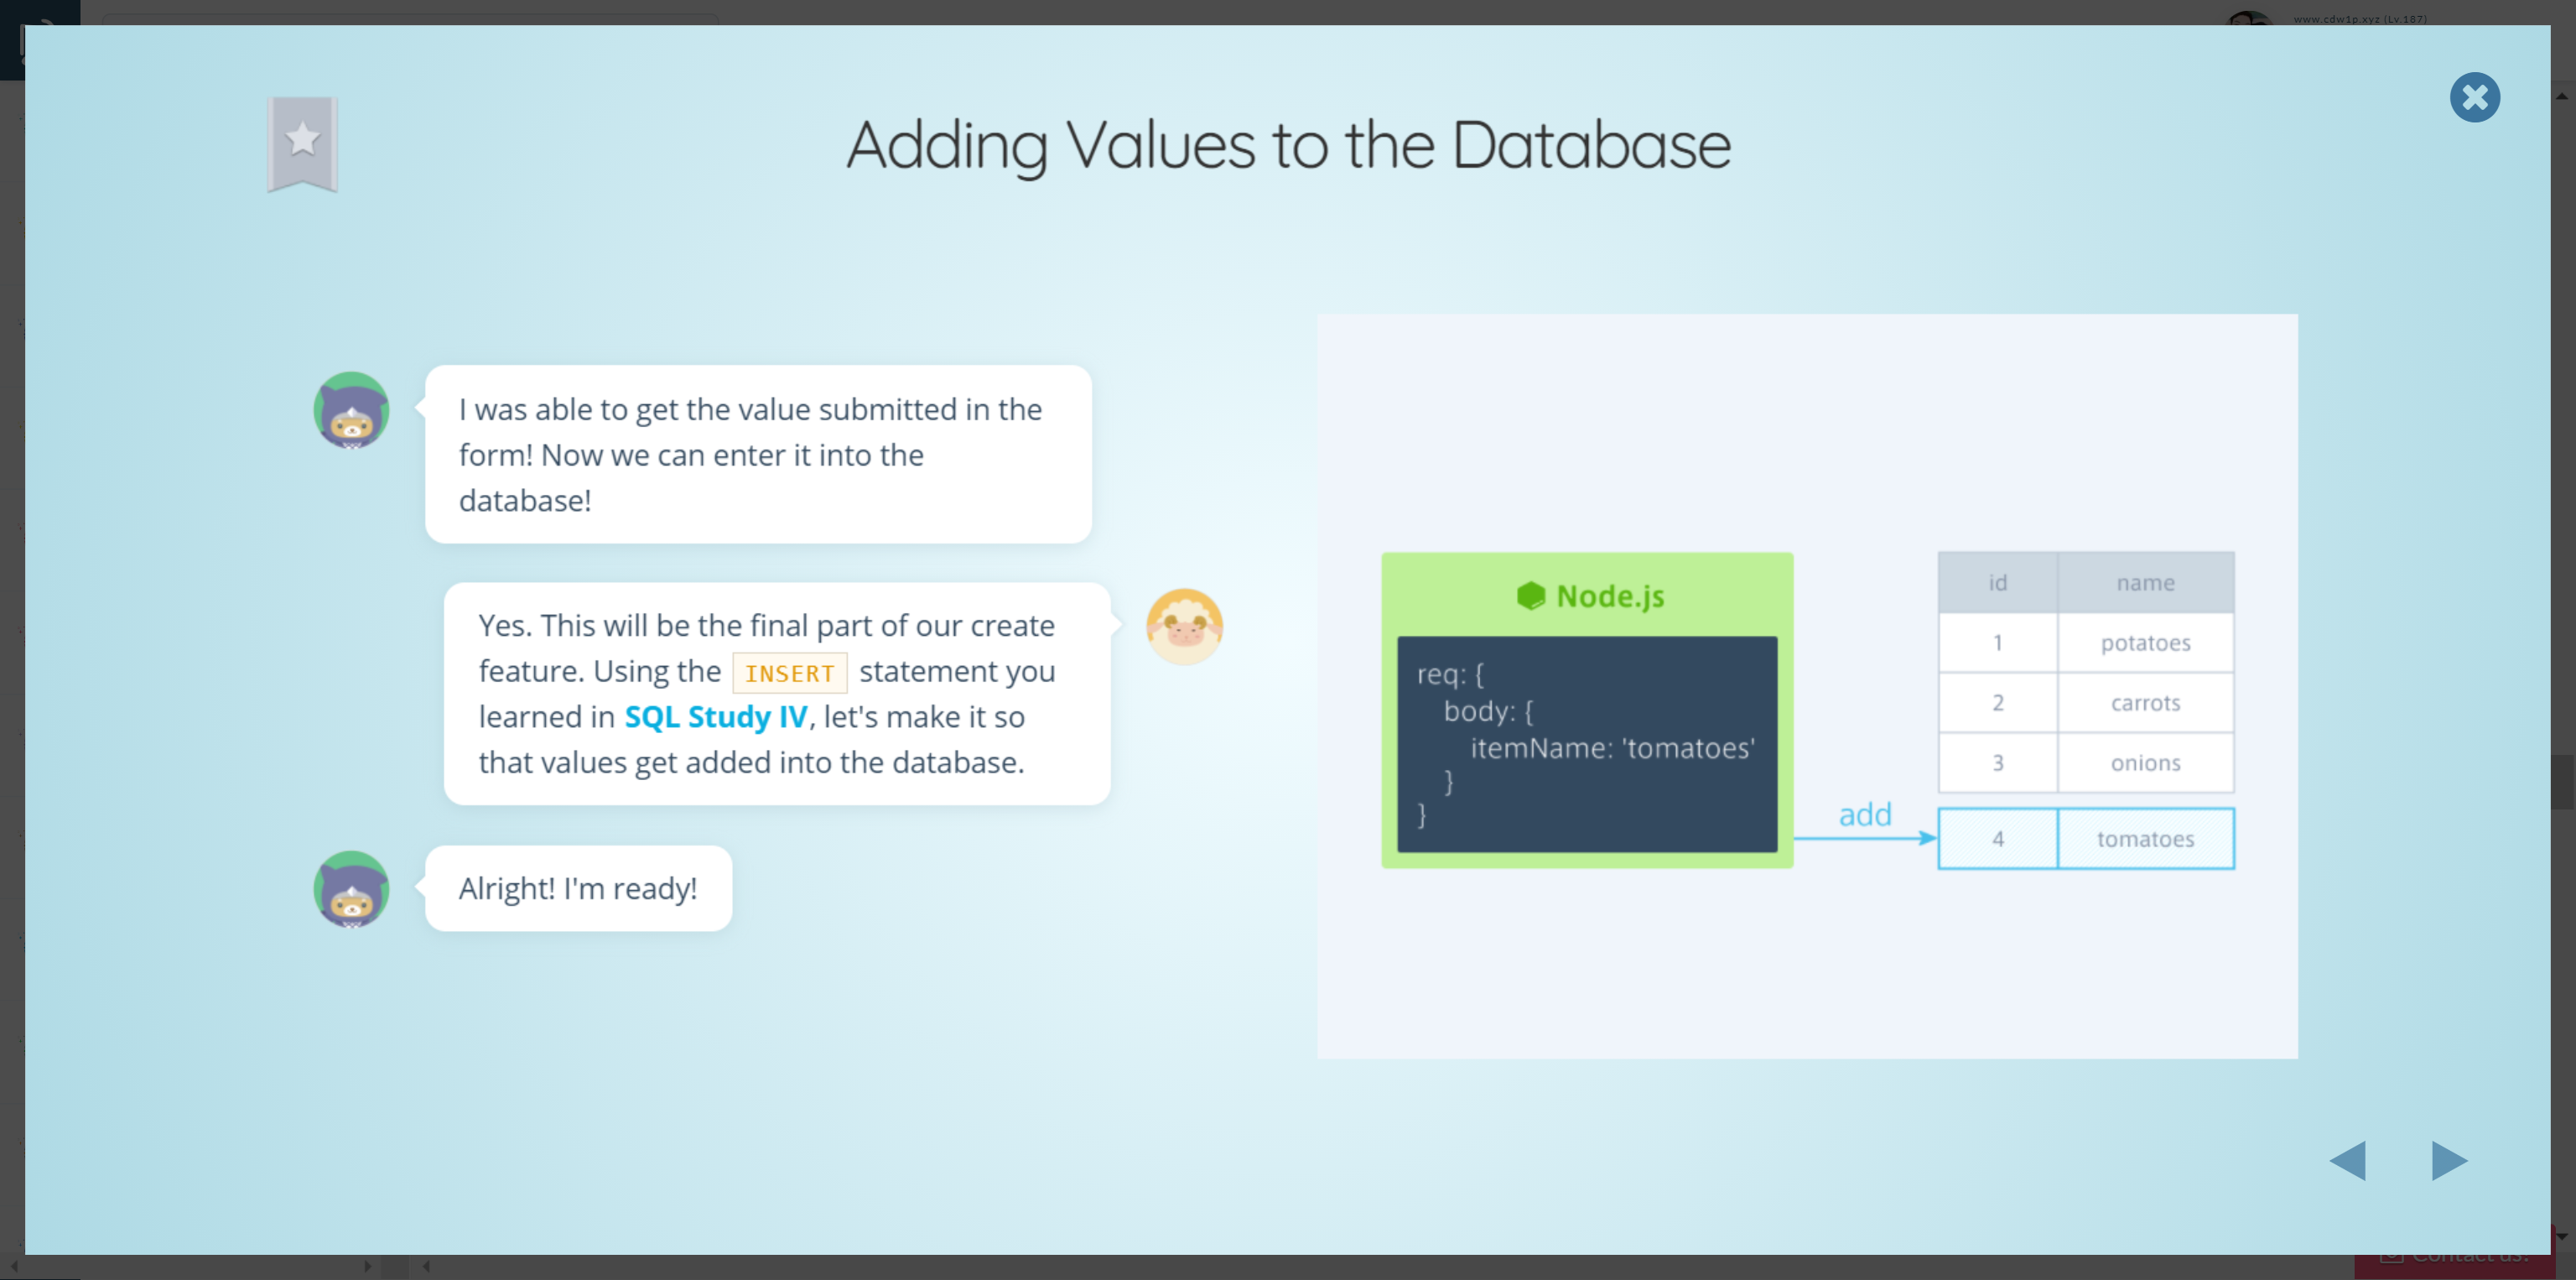 www.cdw1p.xyz (Lv.187)
Adding Values to the Database
I was able to get the value submitted in the
form! Now we can enter it into the
database!
Yes. This will be the final part of our create
feature. Using the INSERT statement you
learned in SQL Study IV, let's make it so
that values get added into the database.
Alright! I'm ready!
Node.js
req: {
body: {
itemName: 'tomatoes'
}
}
add
id name
1 potatoes
2 carrots
3 onions
4 tomatoes
Contact us!